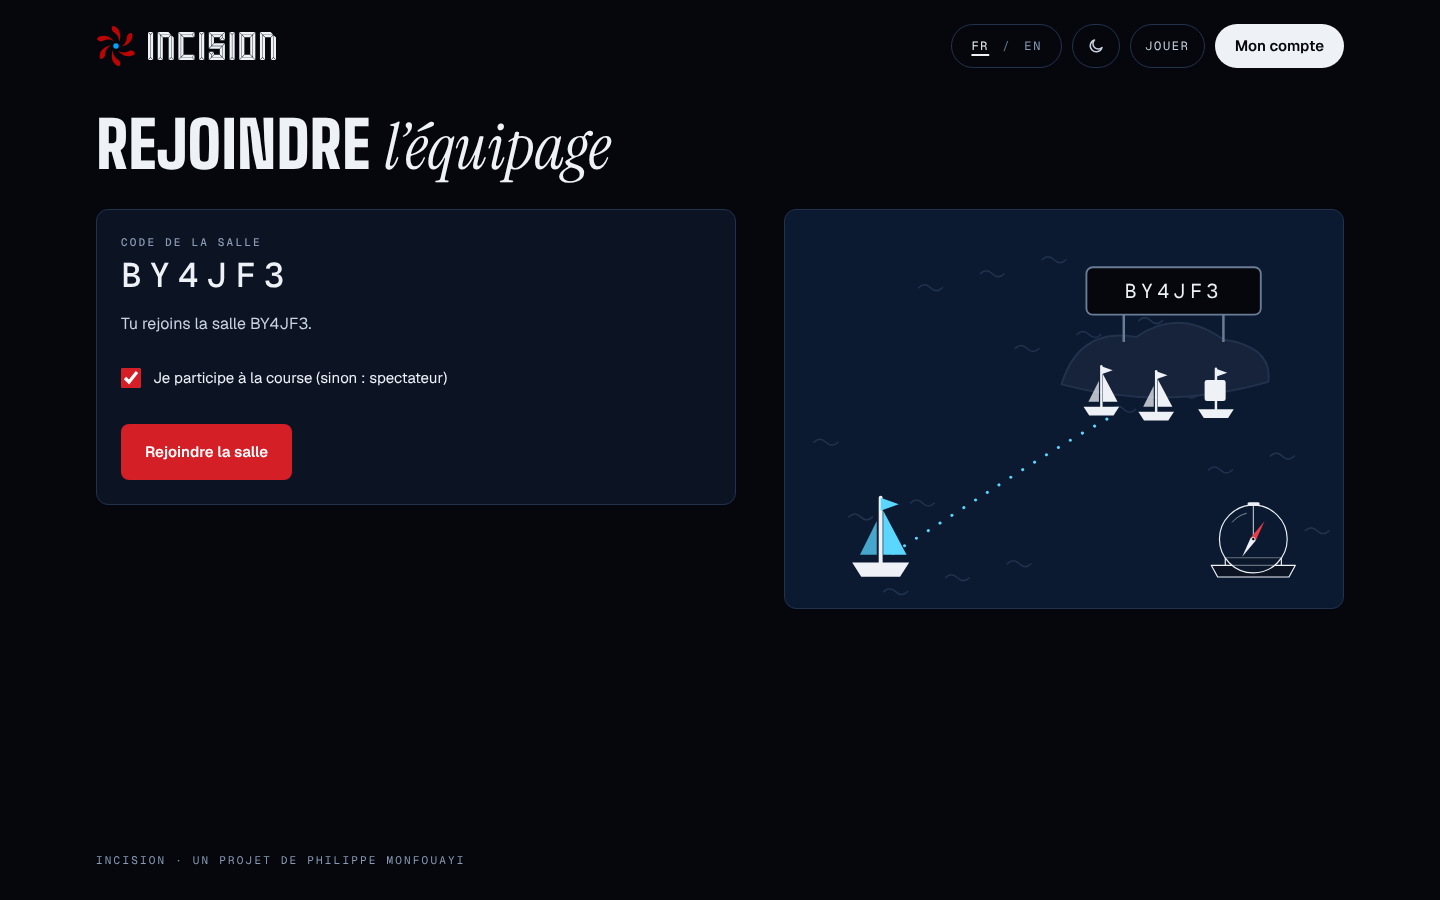 INCISION
FR / EN
JOUER
Mon compte
REJOINDRE l'équipage
CODE DE LA SALLE
BY4JF3
Tu rejoins la salle BY4JF3.
Je participe à la course (sinon : spectateur)
Rejoindre la salle
BY4JF3
INCISION · UN PROJET DE PHILIPPE MONFOUAYI